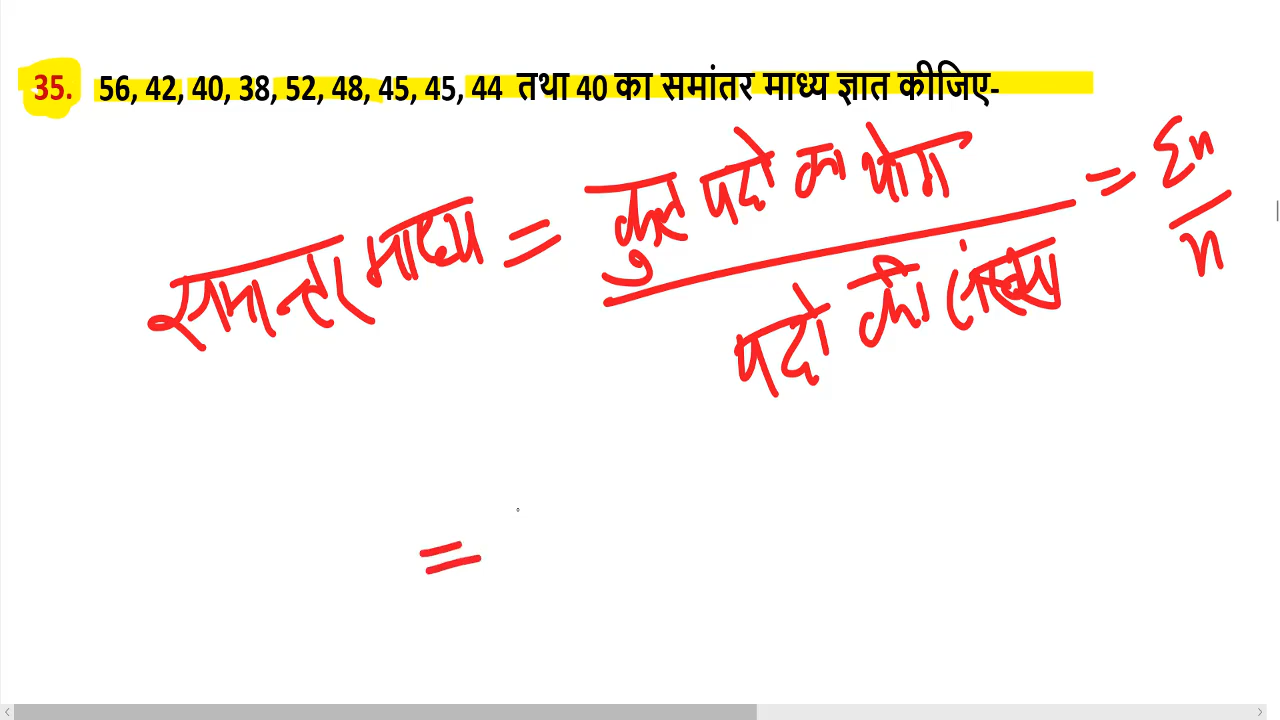 35. 56, 42, 40, 38, 52, 48, 45, 45, 44 तथा 40 का समांतर माध्य ज्ञात कीजिए-
समान्तर माध्य = कुल पदो का योग / पदो की संख्या = Σn / n
=